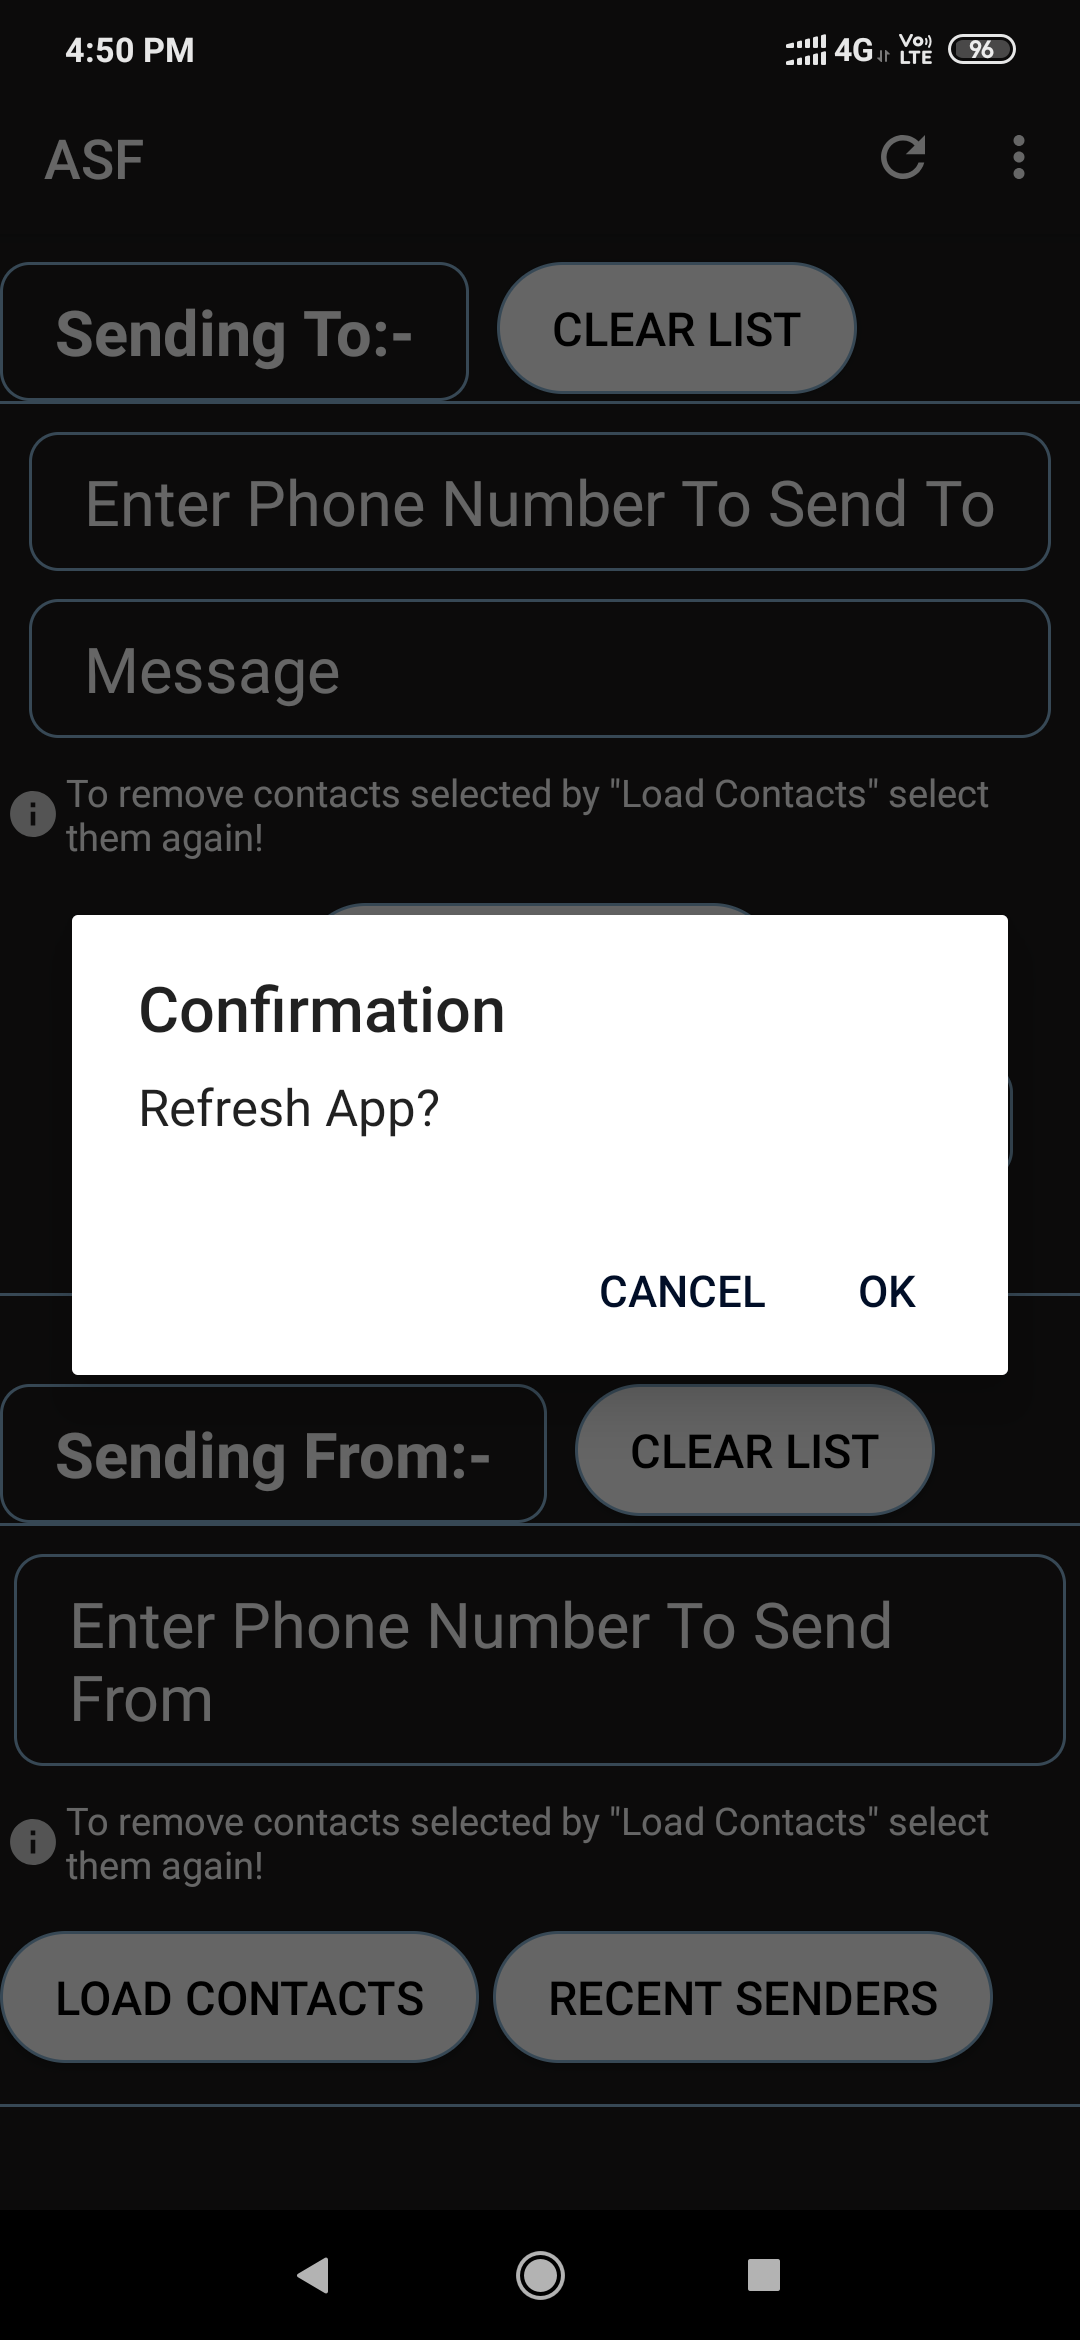 4:50 PM 4G Vo)) LTE 96
ASF
Sending To:- CLEAR LIST
Enter Phone Number To Send To
Message
To remove contacts selected by "Load Contacts" select
them again!
Confirmation
Refresh App?
CANCEL OK
Sending From:- CLEAR LIST
Enter Phone Number To Send
From
To remove contacts selected by "Load Contacts" select
them again!
LOAD CONTACTS RECENT SENDERS